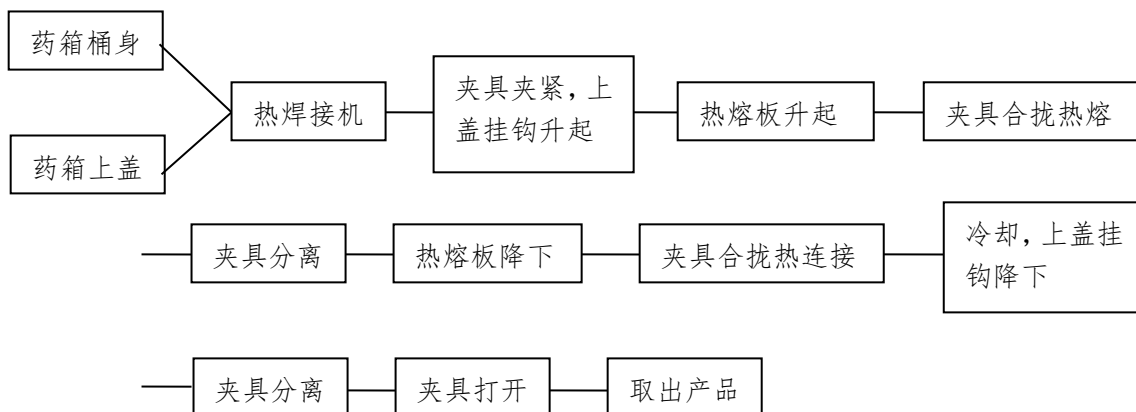 药箱桶身
药箱上盖
热焊接机
夹具夹紧，上
盖挂钩升起
热熔板升起
夹具合拢热熔
夹具分离
热熔板降下
夹具合拢热连接
冷却，上盖挂
钩降下
夹具分离
夹具打开
取出产品